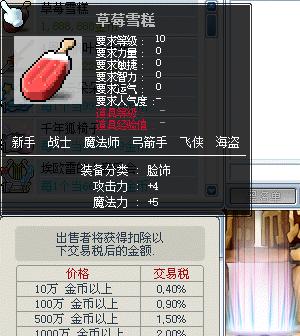 草莓雪糕
草莓雪糕
要求等级： 10
要求力量： 0
要求敏捷： 0
要求智力： 0
要求运气： 0
要求人气度：-
道具等级：-
道具经验值：-
新手 战士 魔法师 弓箭手 飞侠 海盗
装备分类： 脸饰
攻击力： +4
魔法力： +5
出售者将获得扣除以
下交易税后的金额.
价格 交易税
10万 金币以上 0,40%
100万 金币以上 0,90%
500万 金币以上 1,50%
1000万 金币以上 2,00%